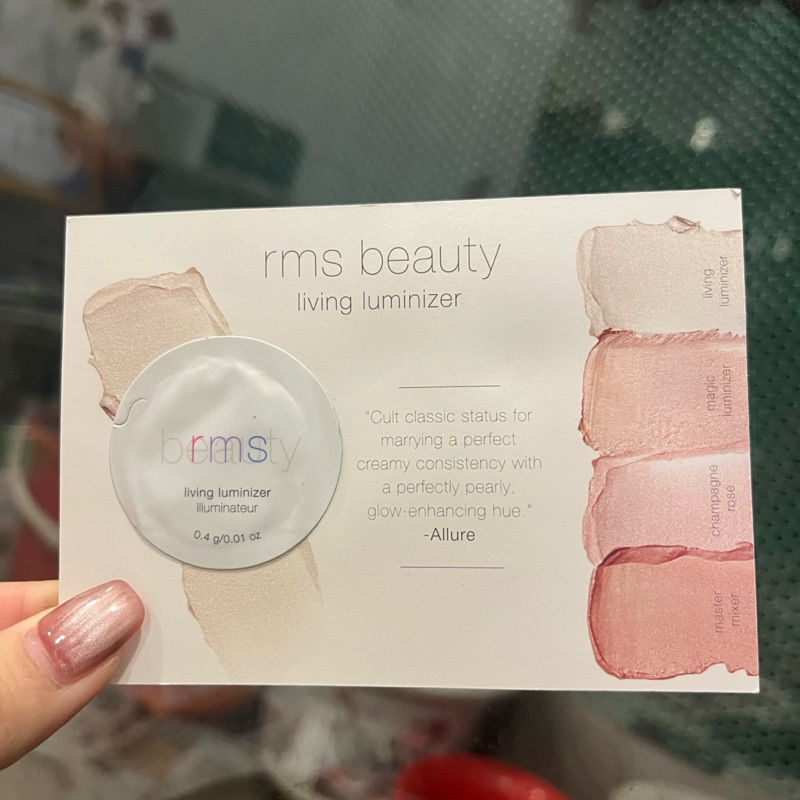 rms beauty
living luminizer
beauty
rms
living luminizer
illuminateur
0.4 g/0.01 oz
"Cult classic status for
marrying a perfect
creamy consistency with
a perfectly pearly,
glow-enhancing hue."
-Allure
living
luminizer
magic
luminizer
champagne
rosé
master
mixer